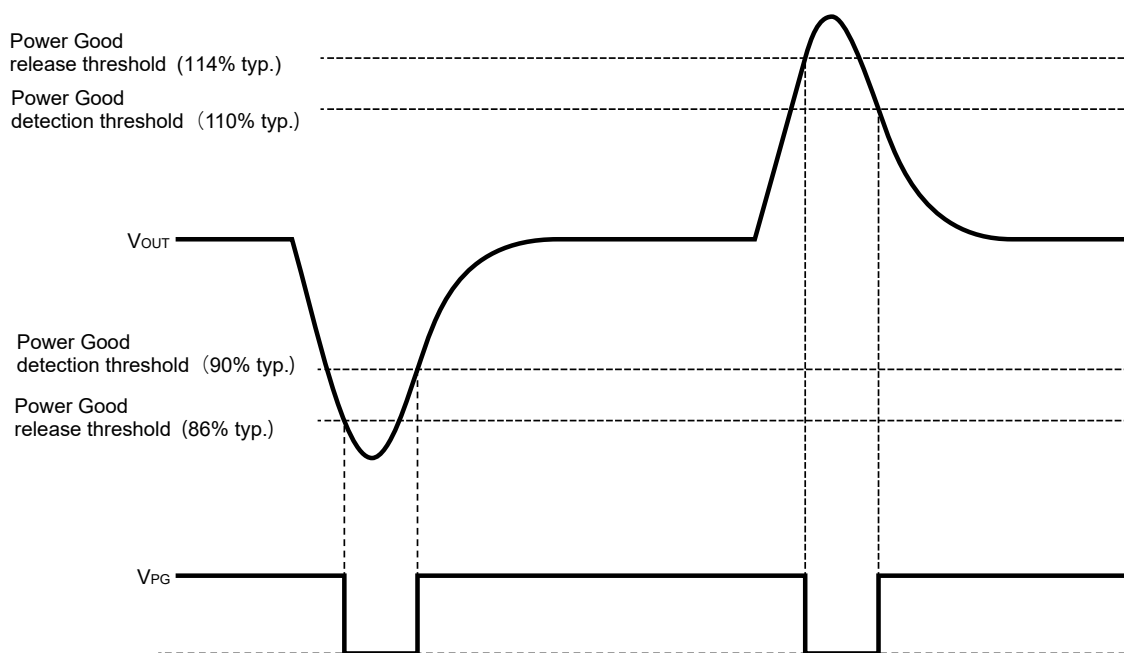 Power Good
release threshold (114% typ.)
Power Good
detection threshold（110% typ.)
VOUT
Power Good
detection threshold（90% typ.)
Power Good
release threshold (86% typ.)
VPG